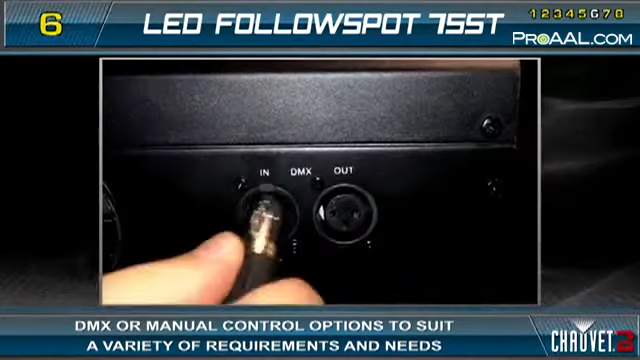 6
LED FOLLOWSPOT 75ST
12345678
PROAAL.COM
IN DMX OUT
DMX OR MANUAL CONTROL OPTIONS TO SUIT
A VARIETY OF REQUIREMENTS AND NEEDS
CHAUVET